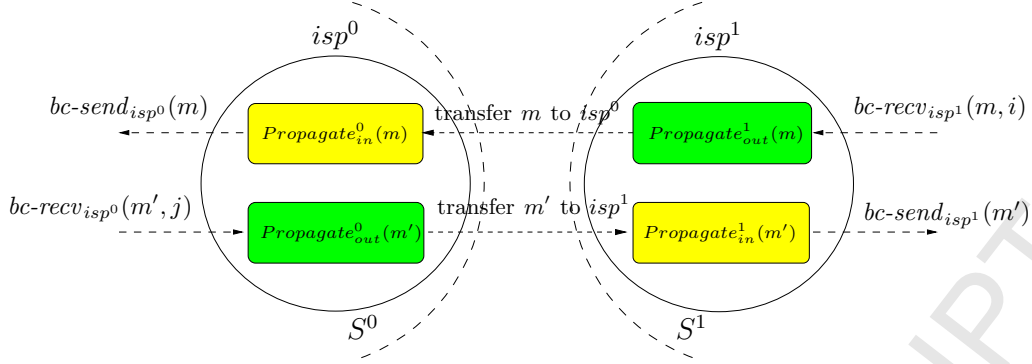 isp^0 isp^1
bc-send_{isp^0}(m) transfer m to isp^0 bc-recv_{isp^1}(m, i)
Propagate^0_{in}(m) Propagate^1_{out}(m)
bc-recv_{isp^0}(m′, j) transfer m′ to isp^1 bc-send_{isp^1}(m′)
Propagate^0_{out}(m′) Propagate^1_{in}(m′)
S^0 S^1
IPT